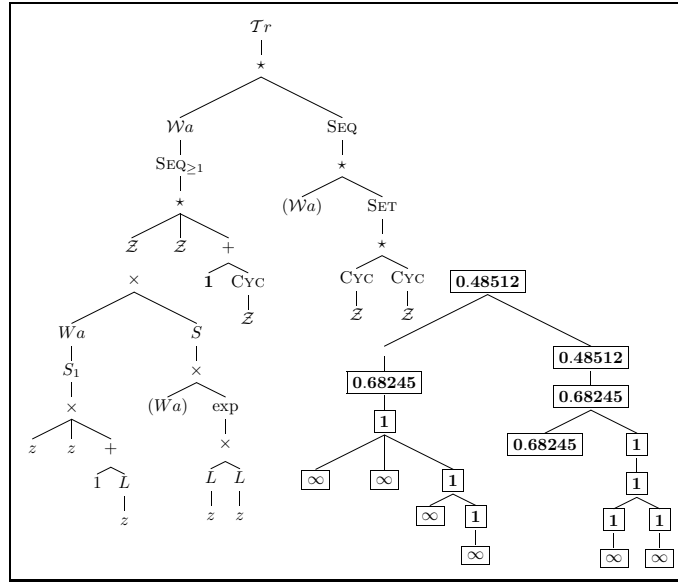 𝒯r
⋆
𝒲a SEQ
SEQ≥1 ⋆
⋆ (𝒲a) SET
𝒵 𝒵 + ⋆
1 CYC CYC CYC
𝒵 𝒵 𝒵
×
Wa S
S₁ ×
× (Wa) exp
z z + ×
1 L L L
z z z
0.48512
0.48512
0.68245 0.68245
1 0.68245 1
∞ ∞ 1 1
∞ 1 1 1
∞ ∞ ∞